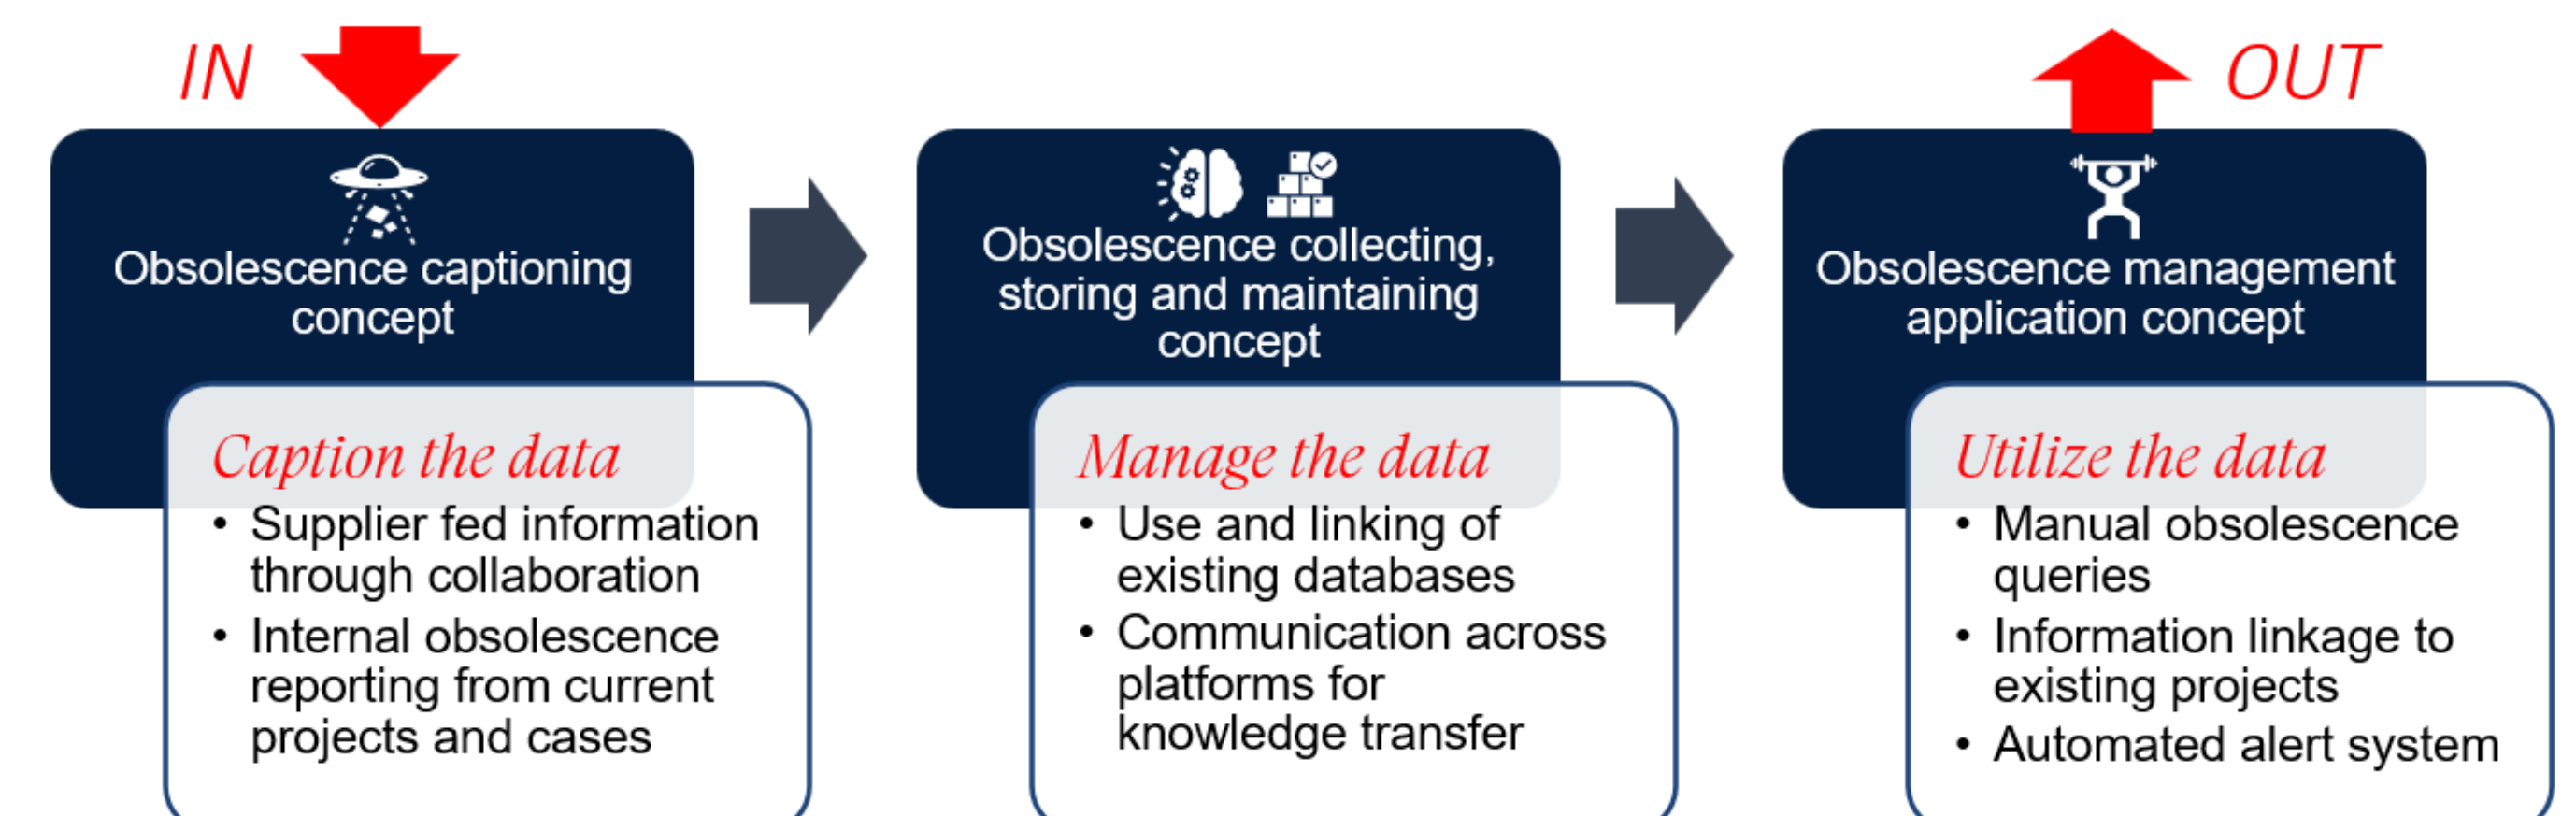 IN
OUT
Obsolescence captioning
concept
Caption the data
• Supplier fed information
through collaboration
• Internal obsolescence
reporting from current
projects and cases
Obsolescence collecting,
storing and maintaining
concept
Manage the data
• Use and linking of
existing databases
• Communication across
platforms for
knowledge transfer
Obsolescence management
application concept
Utilize the data
• Manual obsolescence
queries
• Information linkage to
existing projects
• Automated alert system